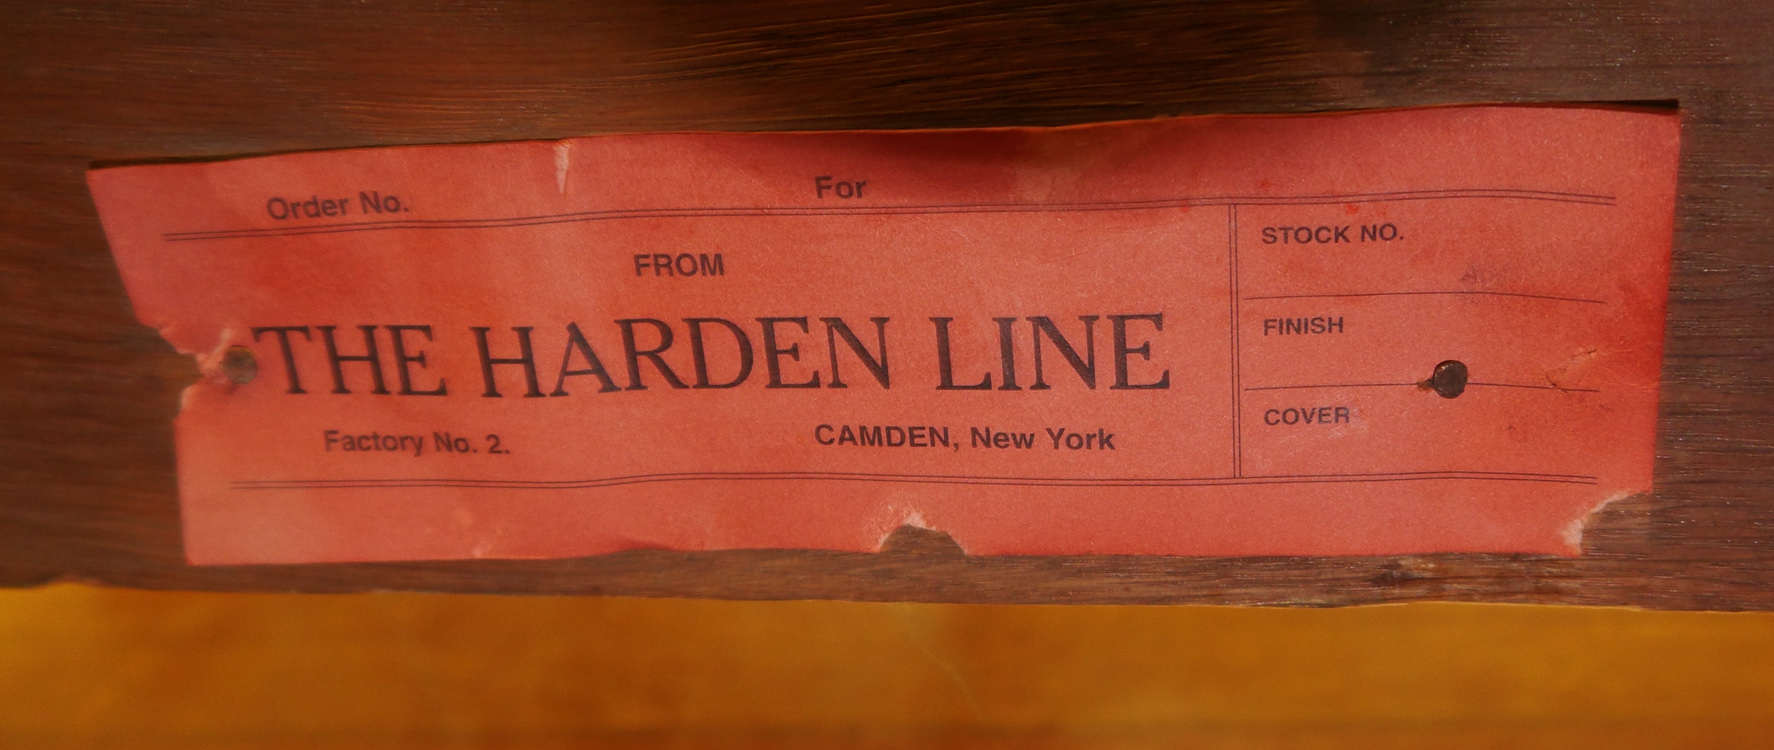 Order No. For
FROM
THE HARDEN LINE
Factory No. 2. CAMDEN, New York
STOCK NO.
FINISH
COVER